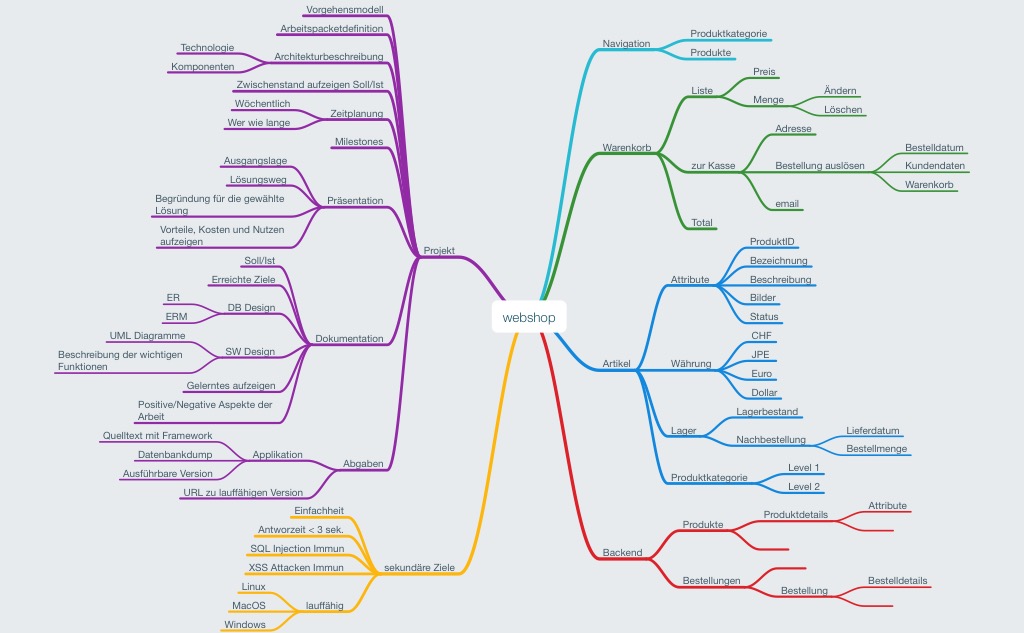 webshop
Projekt
Vorgehensmodell
Arbeitspacketdefinition
Architekturbeschreibung
Technologie
Komponenten
Zwischenstand aufzeigen Soll/Ist
Zeitplanung
Wöchentlich
Wer wie lange
Milestones
Präsentation
Ausgangslage
Lösungsweg
Begründung für die gewählte
Lösung
Vorteile, Kosten und Nutzen
aufzeigen
Dokumentation
Soll/Ist
Erreichte Ziele
DB Design
ER
ERM
SW Design
UML Diagramme
Beschreibung der wichtigen
Funktionen
Gelerntes aufzeigen
Positive/Negative Aspekte der
Arbeit
Abgaben
Applikation
Quelltext mit Framework
Datenbankdump
Ausführbare Version
URL zu lauffähigen Version
sekundäre Ziele
Einfachheit
Antworzeit < 3 sek.
SQL Injection Immun
XSS Attacken Immun
lauffähig
Linux
MacOS
Windows
Navigation
Produktkategorie
Produkte
Warenkorb
Liste
Preis
Menge
Ändern
Löschen
zur Kasse
Adresse
Bestellung auslösen
Bestelldatum
Kundendaten
Warenkorb
email
Total
Artikel
Attribute
ProduktID
Bezeichnung
Beschreibung
Bilder
Status
Währung
CHF
JPE
Euro
Dollar
Lager
Lagerbestand
Nachbestellung
Lieferdatum
Bestellmenge
Produktkategorie
Level 1
Level 2
Backend
Produkte
Produktdetails
Attribute
Bestellungen
Bestellung
Bestelldetails